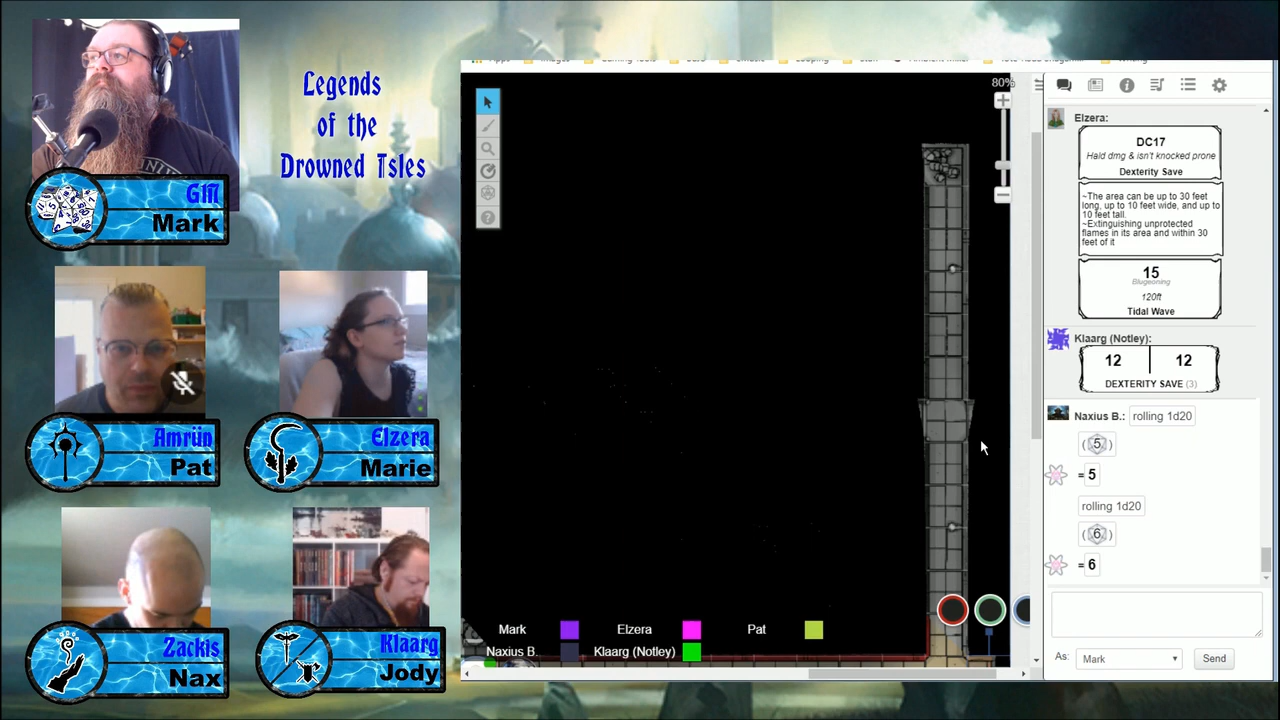 Legends
of the
Drowned Tsles
GM
Mark
Amrün
Pat
Elzera
Marie
Zackis
Nax
Klaarg
Jody
80%
Mark
Elzera
Pat
Naxius B.
Klaarg (Notley)
Elzera:
DC17
Hald dmg & isn't knocked prone
Dexterity Save
~The area can be up to 30 feet
long, up to 10 feet wide, and up to
10 feet tall.
~Extinguishing unprotected
flames in its area and within 30
feet of it
15
Blugeoning
120ft
Tidal Wave
Klaarg (Notley):
12 12
DEXTERITY SAVE (3)
Naxius B.: rolling 1d20
(5)
= 5
rolling 1d20
(6)
= 6
As: Mark Send